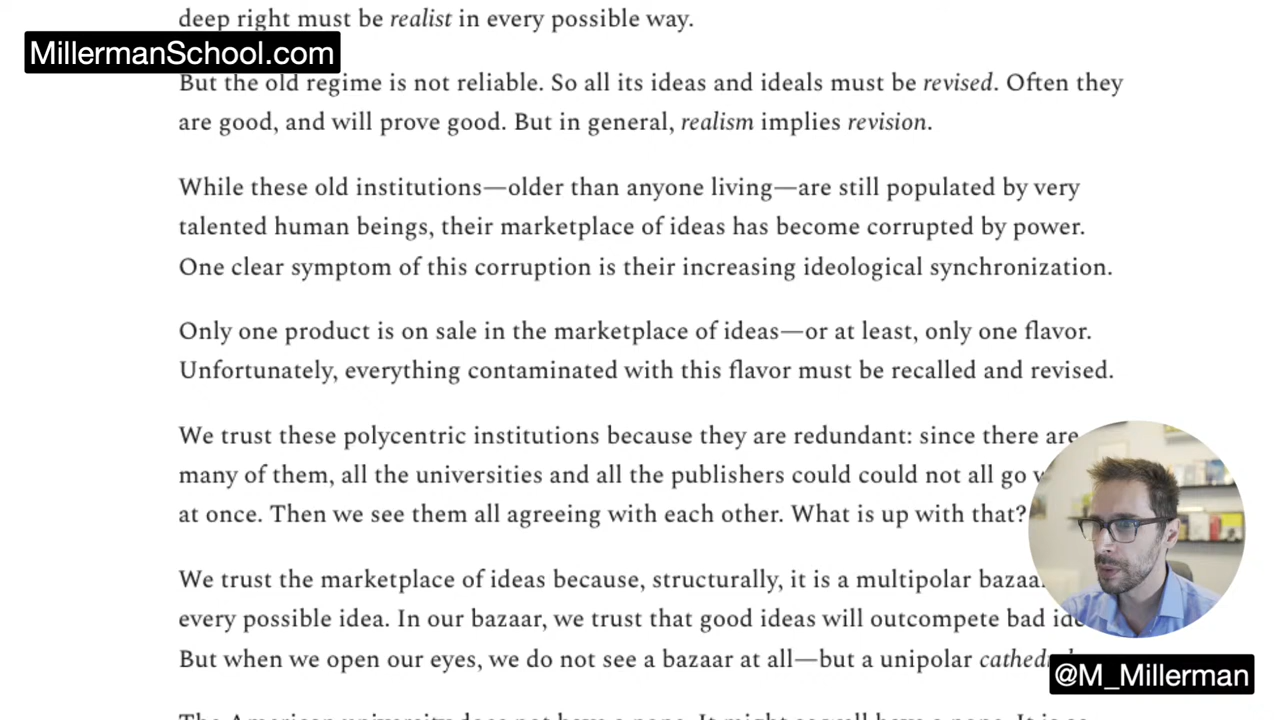 deep right must be realist in every possible way.
MillermanSchool.com
But the old regime is not reliable. So all its ideas and ideals must be revised. Often they
are good, and will prove good. But in general, realism implies revision.
While these old institutions—older than anyone living—are still populated by very
talented human beings, their marketplace of ideas has become corrupted by power.
One clear symptom of this corruption is their increasing ideological synchronization.
Only one product is on sale in the marketplace of ideas—or at least, only one flavor.
Unfortunately, everything contaminated with this flavor must be recalled and revised.
We trust these polycentric institutions because they are redundant: since there are
many of them, all the universities and all the publishers could could not all go
at once. Then we see them all agreeing with each other. What is up with that?
We trust the marketplace of ideas because, structurally, it is a multipolar
every possible idea. In our bazaar, we trust that good ideas will outcompete bad
But when we open our eyes, we do not see a bazaar at all—but a unipolar
@M_Millerman